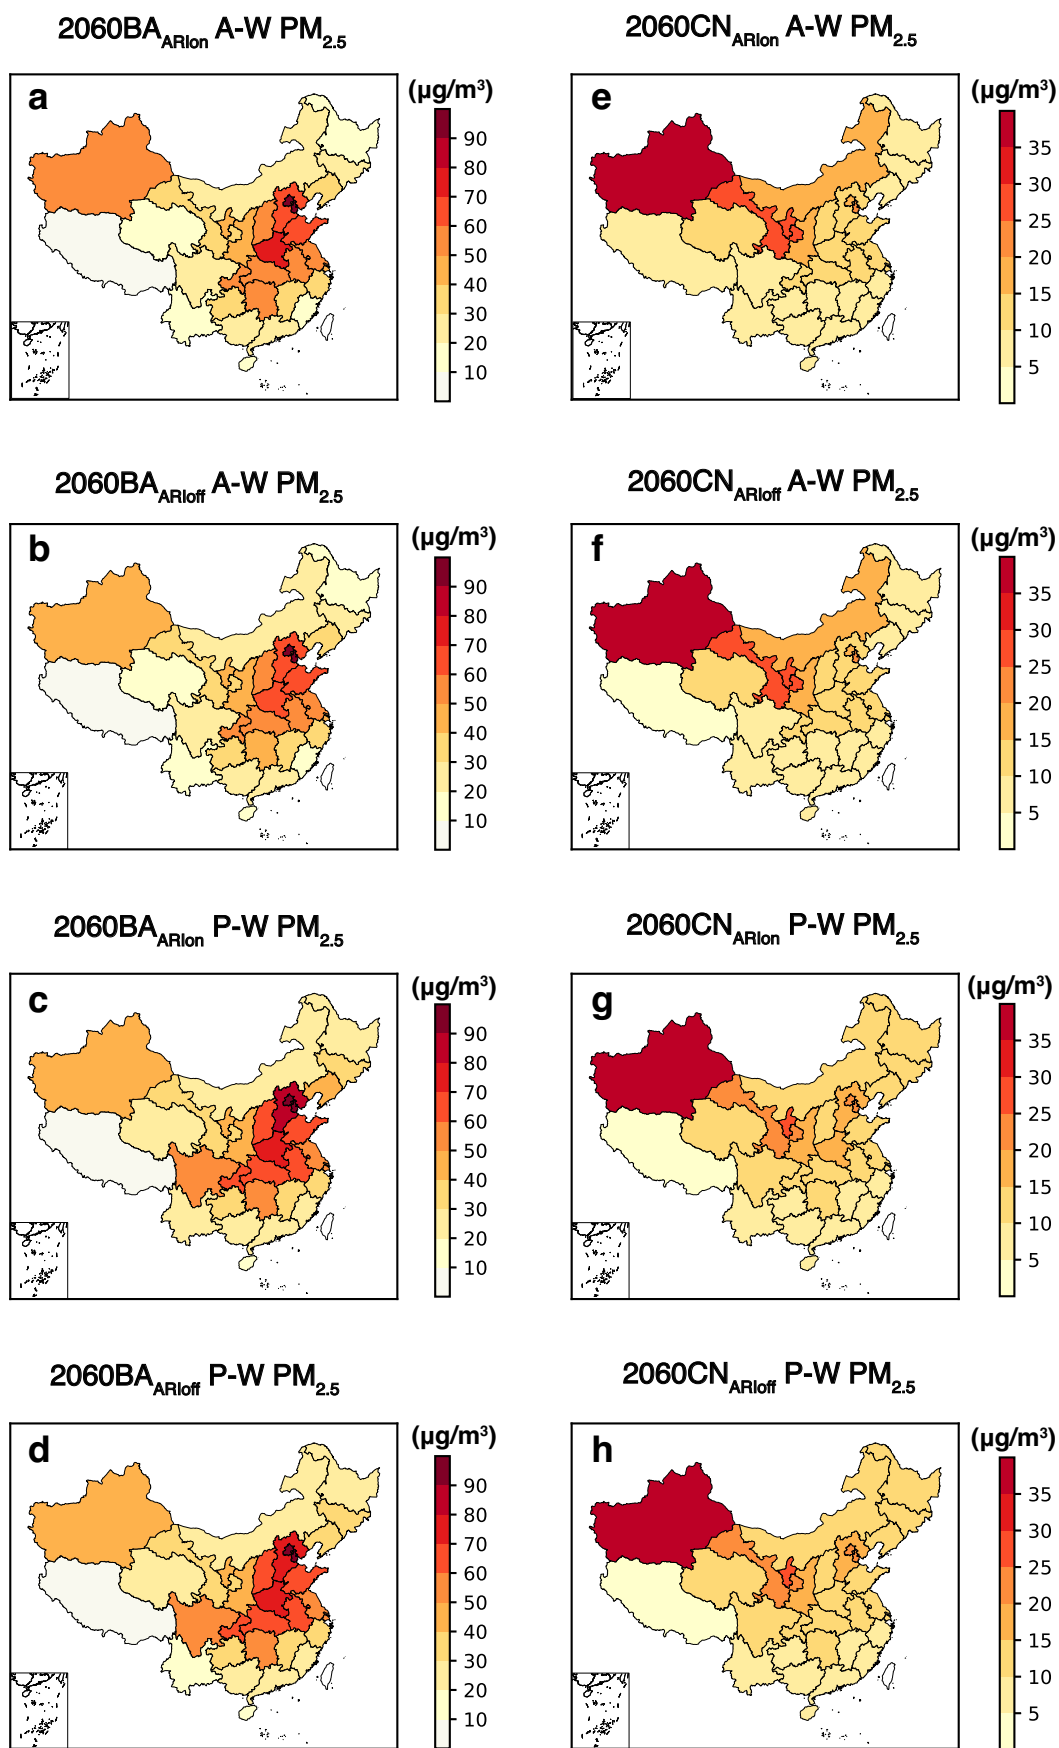 2060BA_ARIon A-W PM_2.5
2060CN_ARIon A-W PM_2.5
a
(μg/m³)
90
80
70
60
50
40
30
20
10
e
(μg/m³)
35
30
25
20
15
10
5
2060BA_ARIoff A-W PM_2.5
2060CN_ARIoff A-W PM_2.5
b
(μg/m³)
90
80
70
60
50
40
30
20
10
f
(μg/m³)
35
30
25
20
15
10
5
2060BA_ARIon P-W PM_2.5
2060CN_ARIon P-W PM_2.5
c
(μg/m³)
90
80
70
60
50
40
30
20
10
g
(μg/m³)
35
30
25
20
15
10
5
2060BA_ARIoff P-W PM_2.5
2060CN_ARIoff P-W PM_2.5
d
(μg/m³)
90
80
70
60
50
40
30
20
10
h
(μg/m³)
35
30
25
20
15
10
5